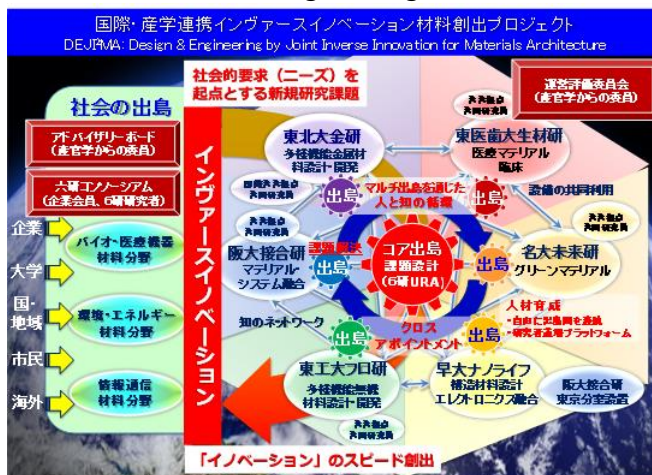 国際・産学連携インヴァースイノベーション材料創出プロジェクト
DEJI²MA: Design & Engineering by Joint Inverse Innovation for Materials Architecture
社会的要求（ニーズ）を
起点とする新規研究課題
運営評価委員会
（産官学からの委員）
社会の出島
アドバイザリーボード
（産官学からの委員）
六研コンソーシアム
（企業会員、6研研究者）
企業
大学
国・
地域
市民
海外
バイオ・医療機器
材料分野
環境・エネルギー
材料分野
情報通信
材料分野
インヴァースイノベーション
東北大金研
多様機能金属材
料設計・開発
東医歯大生材研
医療マテリアル
臨床
マルチ出島を通じた
人と知の循環
設備の共同利用
出島
出島
阪大接合研
マテリアル・
システム融合
課題解決
出島
コア出島
課題設計
（6研URA）
出島
名大未来研
グリーンマテリアル
知のネットワーク
出島
クロス
アポイントメント
出島
人材育成
東工大フロ研
多様機能無機
材料設計・開発
早大ナノライフ
構造材料設計
エレクトロニクス融合
阪大接合研
東京分室設置
「イノベーション」のスピード創出